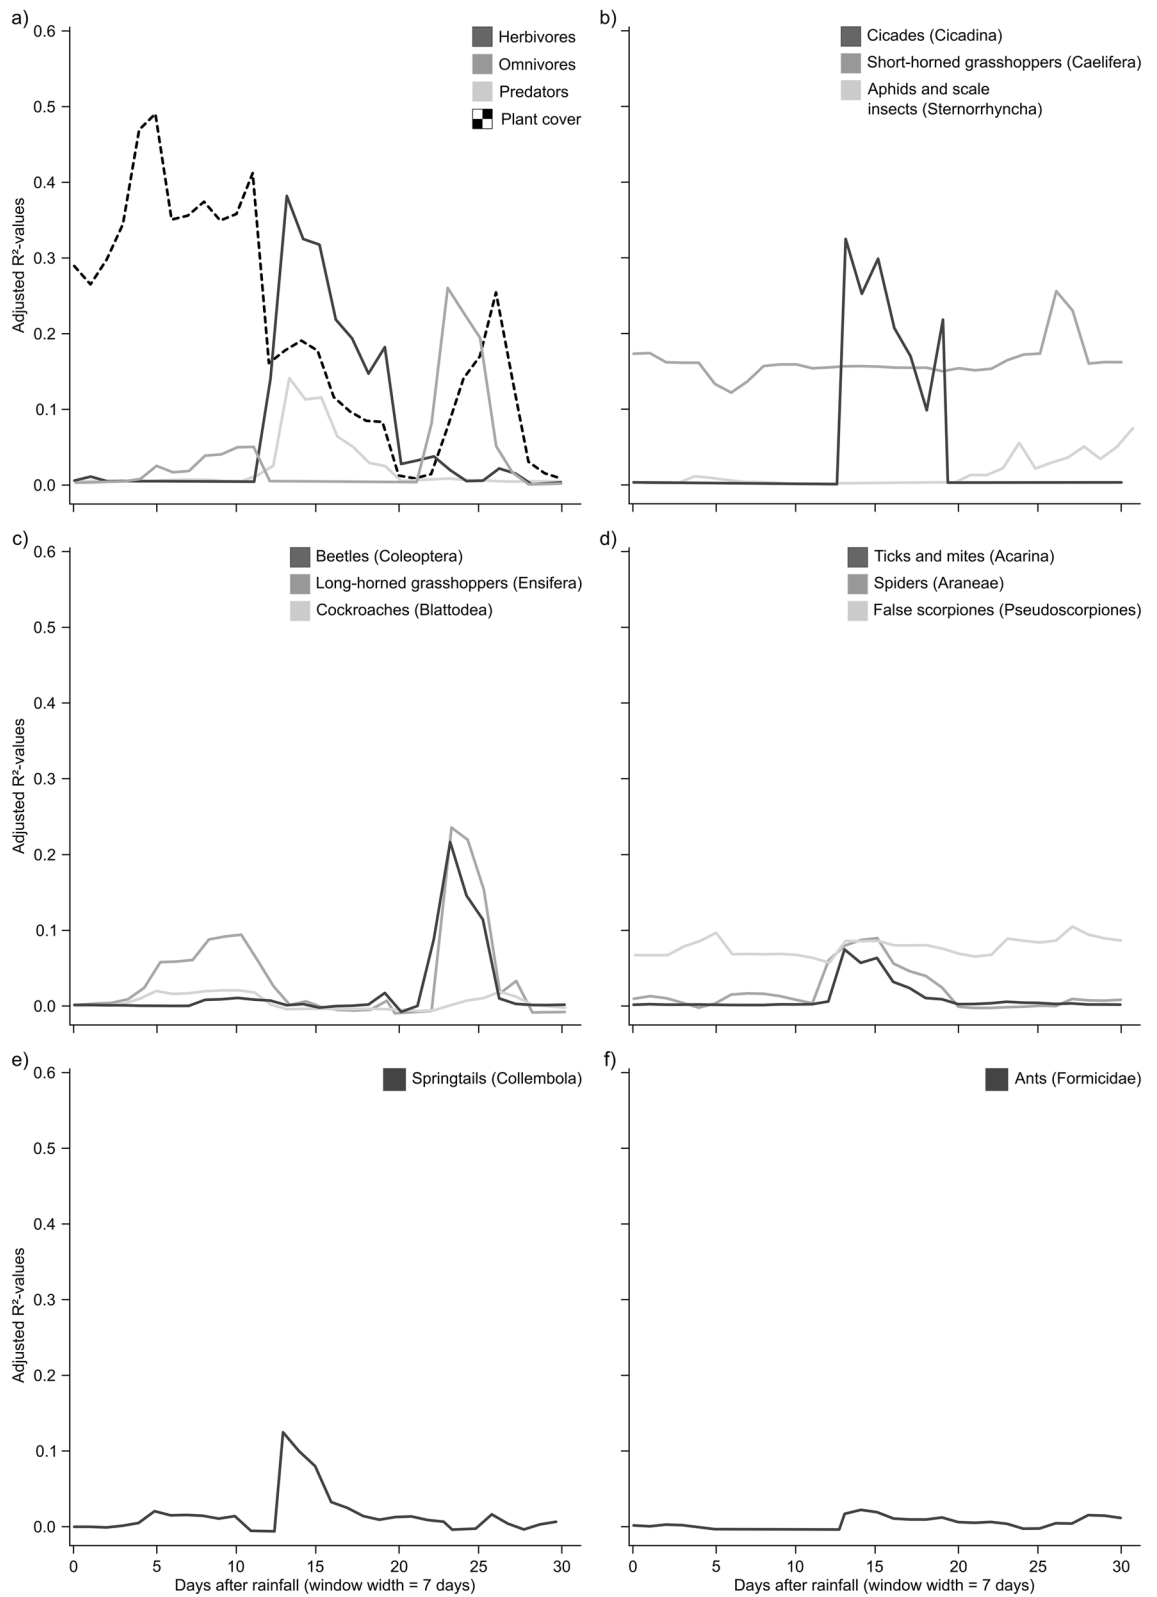 a)
0.6
0.5
0.4
0.3
0.2
0.1
0.0
Adjusted R²-values
Herbivores
Omnivores
Predators
Plant cover
b)
Cicades (Cicadina)
Short-horned grasshoppers (Caelifera)
Aphids and scale
insects (Sternorrhyncha)
c)
0.6
0.5
0.4
0.3
0.2
0.1
0.0
Adjusted R²-values
Beetles (Coleoptera)
Long-horned grasshoppers (Ensifera)
Cockroaches (Blattodea)
d)
Ticks and mites (Acarina)
Spiders (Araneae)
False scorpiones (Pseudoscorpiones)
e)
0.6
0.5
0.4
0.3
0.2
0.1
0.0
Adjusted R²-values
Springtails (Collembola)
0 5 10 15 20 25 30
Days after rainfall (window width = 7 days)
f)
Ants (Formicidae)
0 5 10 15 20 25 30
Days after rainfall (window width = 7 days)